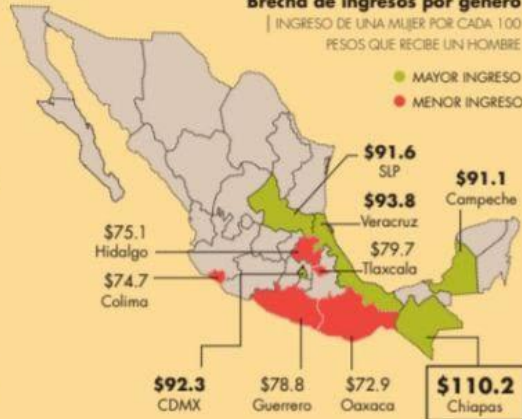 Brecha de ingresos por género
| INGRESO DE UNA MUJER POR CADA 100
PESOS QUE RECIBE UN HOMBRE
MAYOR INGRESO
MENOR INGRESO
$91.6
SLP
$91.1
Campeche
$93.8
Veracruz
$75.1
Hidalgo
$79.7
Tlaxcala
$74.7
Colima
$92.3
CDMX
$78.8
Guerrero
$72.9
Oaxaca
$110.2
Chiapas